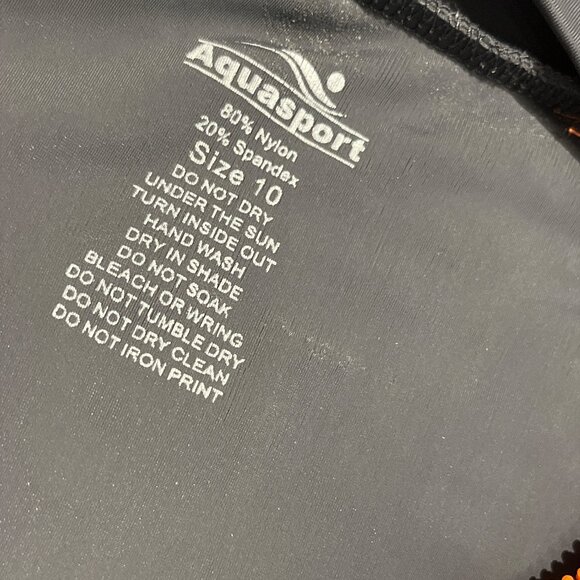 Aquasport
80% Nylon
20% Spandex
Size 10
DO NOT DRY
UNDER THE SUN
TURN INSIDE OUT
HAND WASH
DRY IN SHADE
DO NOT SOAK
BLEACH OR WRING
DO NOT TUMBLE DRY
DO NOT DRY CLEAN
DO NOT IRON PRINT